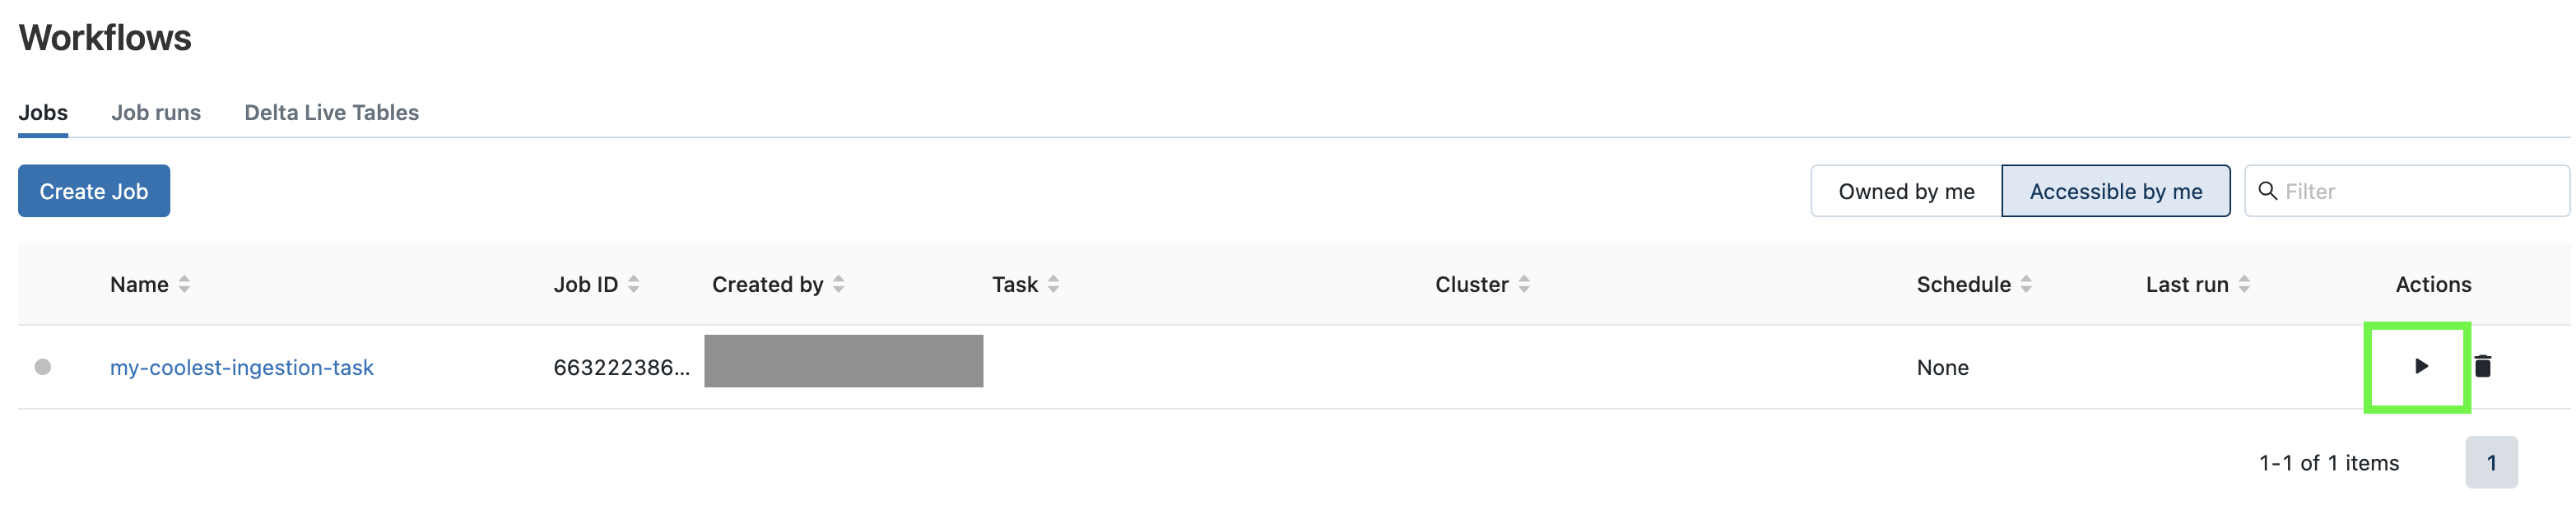 Workflows
Jobs Job runs Delta Live Tables
Create Job Owned by me Accessible by me Filter
Name Job ID Created by Task Cluster Schedule Last run Actions
my-coolest-ingestion-task 663222386... None
1-1 of 1 items 1